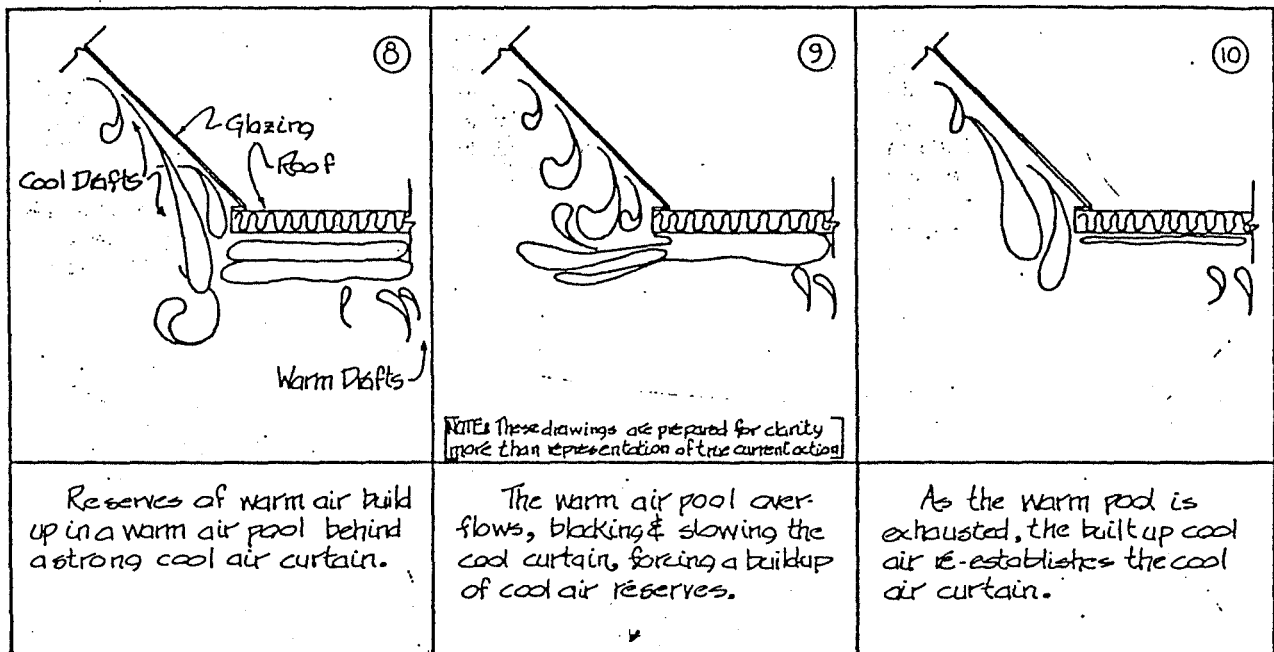 8
Glazing
Roof
Cool Drafts
Warm Drafts
9
NOTE: These drawings are prepared for clarity
more than representation of true current action
10
Reserves of warm air build
up in a warm air pool behind
a strong cool air curtain.
The warm air pool over-
flows, blocking & slowing the
cool curtain, forcing a buildup
of cool air reserves.
As the warm pool is
exhausted, the built up cool
air re-establishes the cool
air curtain.